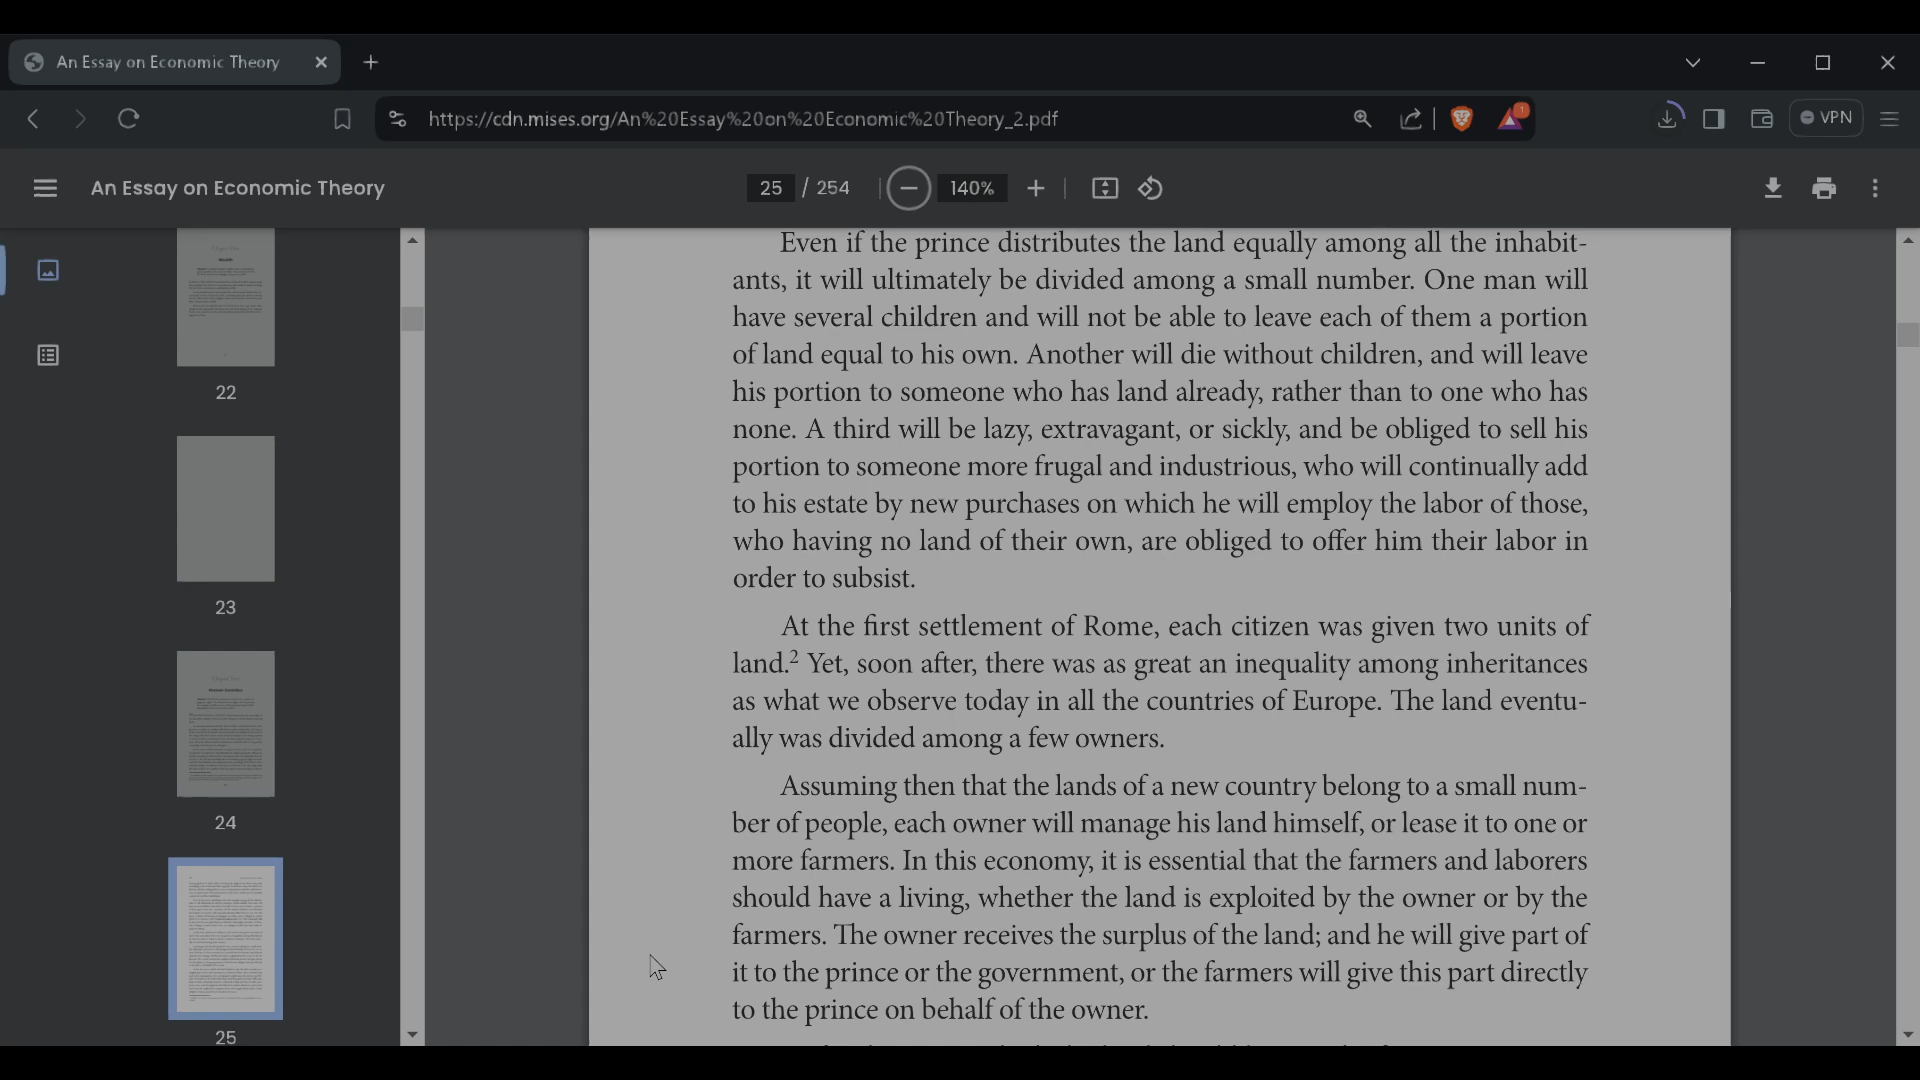 An Essay on Economic Theory
https://cdn.mises.org/An%20Essay%20on%20Economic%20Theory_2.pdf
1
VPN
An Essay on Economic Theory
25 / 254
140%
22
23
24
25
Even if the prince distributes the land equally among all the inhabit-
ants, it will ultimately be divided among a small number. One man will
have several children and will not be able to leave each of them a portion
of land equal to his own. Another will die without children, and will leave
his portion to someone who has land already, rather than to one who has
none. A third will be lazy, extravagant, or sickly, and be obliged to sell his
portion to someone more frugal and industrious, who will continually add
to his estate by new purchases on which he will employ the labor of those,
who having no land of their own, are obliged to offer him their labor in
order to subsist.
At the first settlement of Rome, each citizen was given two units of
land.2 Yet, soon after, there was as great an inequality among inheritances
as what we observe today in all the countries of Europe. The land eventu-
ally was divided among a few owners.
Assuming then that the lands of a new country belong to a small num-
ber of people, each owner will manage his land himself, or lease it to one or
more farmers. In this economy, it is essential that the farmers and laborers
should have a living, whether the land is exploited by the owner or by the
farmers. The owner receives the surplus of the land; and he will give part of
it to the prince or the government, or the farmers will give this part directly
to the prince on behalf of the owner.